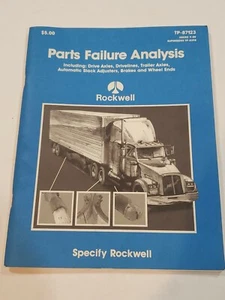 $5.00
TP-87123
Parts Failure Analysis
Including: Drive Axles, Drivelines, Trailer Axles,
Automatic Slack Adjusters, Brakes and Wheel Ends
Rockwell
Specify Rockwell